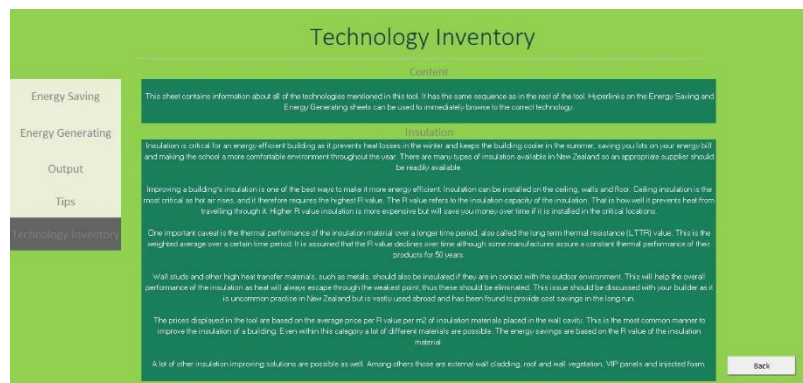 Technology Inventory
Content
This sheet contains information about all of the technologies mentioned in this tool. It has the same sequence as in the rest of the tool. Hyperlinks on the Energy Saving and
Energy Generating sheets can be used to immediately browse to the correct technology.
Energy Saving
Energy Generating
Output
Tips
Technology Inventory
Insulation
Insulation is critical for an energy efficient building as it prevents heat losses in the winter and keeps the building cooler in the summer, saving you lots on your energy bill
and making the school a more comfortable environment throughout the year. There are many types of insulation available in New Zealand so an appropriate supplier should
be readily available.
Improving a building's insulation is one of the best ways to make it more energy efficient. Insulation can be installed on the ceiling, walls and floor. Ceiling insulation is the
most critical as hot air rises, and it therefore requires the highest R value. The R value refers to the insulation capacity of the insulation. That is how well it prevents heat from
travelling through it. Higher R value insulation is more expensive but will save you money over time if it is installed in the critical locations.
One important caveat is the thermal performance of the insulation material over a longer time period, also called the long term thermal resistance (LTTR) value. This is the
weighted average over a certain time period. It is assumed that the R value declines over time although some manufactures assure a constant thermal performance of their
products for 50 years.
Wall studs and other high heat transfer materials, such as metals, should also be insulated if they are in contact with the outdoor environment. This will help the overall
performance of the insulation as heat will always escape through the weakest point, thus these should be eliminated. This issue should be discussed with your builder as it
is uncommon practice in New Zealand but is vastly used abroad and has been found to provide cost savings in the long run.
The prices displayed in the tool are based on the average price per R value per m2 of insulation materials placed in the wall cavity. This is the most common manner to
improve the insulation of a building. Even within this category a lot of different materials are possible. The energy savings are based on the R value of the insulation
material.
A lot of other insulation improving solutions are possible as well. Among others those are external wall cladding, roof and wall vegetation, VIP panels and injected foam.
Back